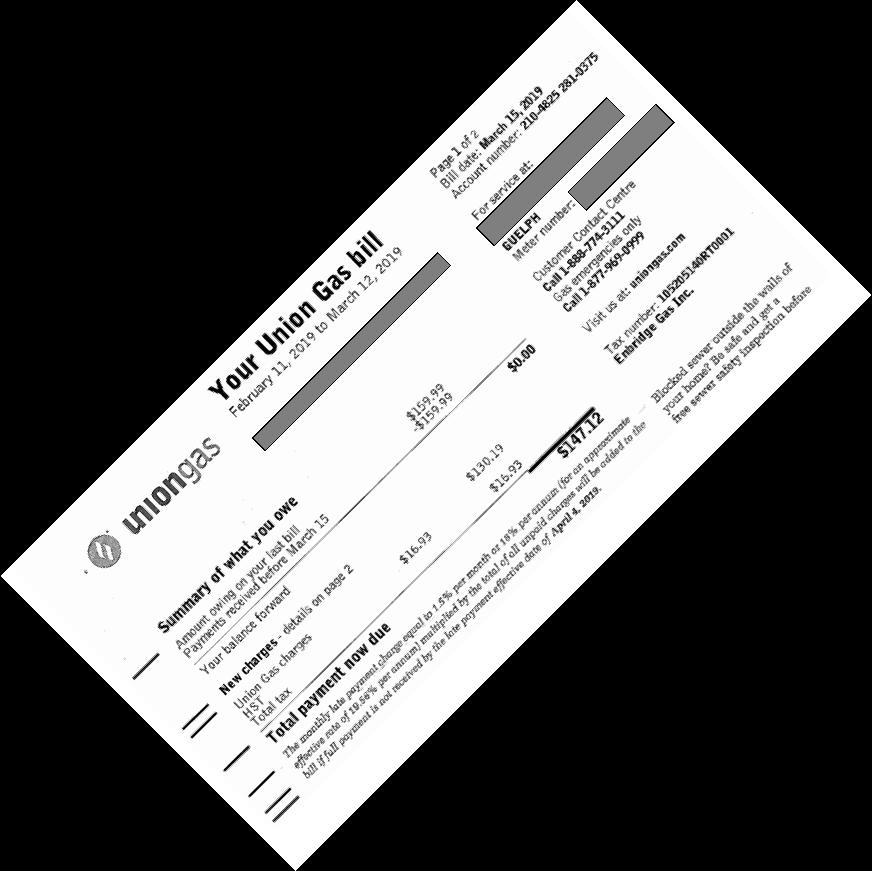 uniongas
Your Union Gas bill
February 11, 2019 to March 12, 2019
Page 1 of 2
Bill date: March 15, 2019
Account number: 210-4825 281-0375
For service at:
GUELPH
Meter number:
Customer Contact Centre
Call 1-888-774-3111
Gas emergencies only
Call 1-877-969-0999
Visit us at: uniongas.com
Tax number: 105205140RT0001
Enbridge Gas Inc.
Summary of what you owe
Amount owing on your last bill $159.99
Payments received before March 15 -$159.99
Your balance forward $0.00
New charges - details on page 2
Union Gas charges $130.19
HST $16.93
Total tax $16.93
Total payment now due $147.12
The monthly late payment charge equal to 1.5% per month or 18% per annum (for an approximate
effective rate of 19.56% per annum) multiplied by the total of all unpaid charges will be added to the
bill if full payment is not received by the late payment effective date of April 4, 2019.
Blocked sewer outside the walls of
your home? Be safe and get a
free sewer safety inspection before